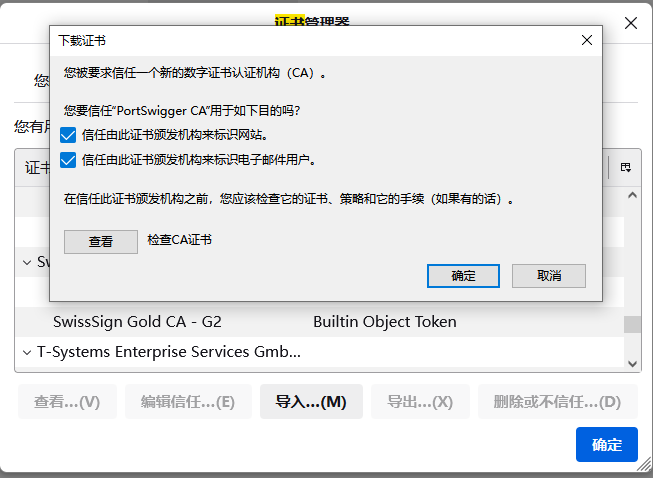 证书管理器
下载证书
您被要求信任一个新的数字证书认证机构（CA）。
您
您要信任“PortSwigger CA”用于如下目的吗?
您有
信任由此证书颁发机构来标识网站。
信任由此证书颁发机构来标识电子邮件用户。
证书
在信任此证书颁发机构之前，您应该检查它的证书、策略和它的手续（如果有的话）。
查看
检查CA证书
确定
取消
SwissSign Gold CA - G2
Builtin Object Token
T-Systems Enterprise Services Gmb...
查看...(V)
编辑信任...(E)
导入...(M)
导出...(X)
删除或不信任...(D)
确定